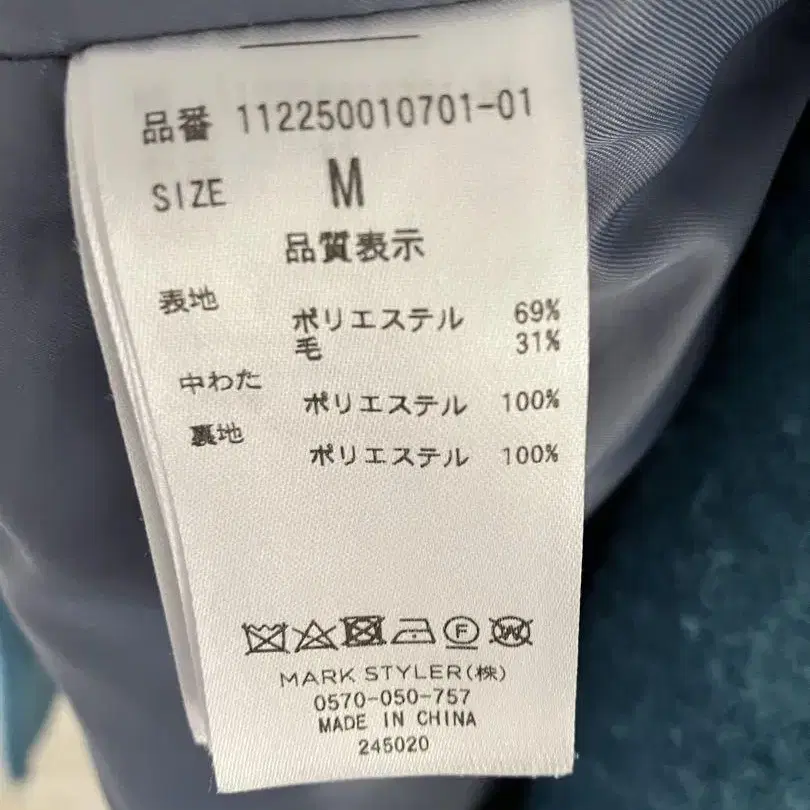 品番 112250010701-01
SIZE M
品質表示
表地
ポリエステル 69%
毛 31%
中わた
ポリエステル 100%
裏地
ポリエステル 100%
F W
MARK STYLER(株)
0570-050-757
MADE IN CHINA
245020